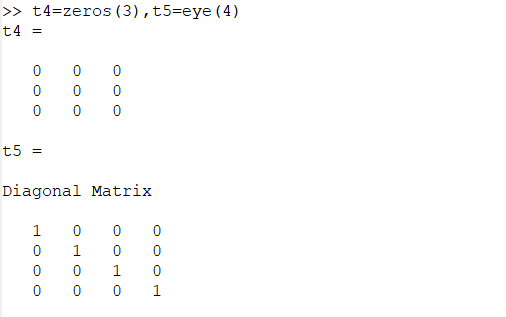 >> t4=zeros(3),t5=eye(4)
t4 =
0 0 0
0 0 0
0 0 0
t5 =
Diagonal Matrix
1 0 0 0
0 1 0 0
0 0 1 0
0 0 0 1